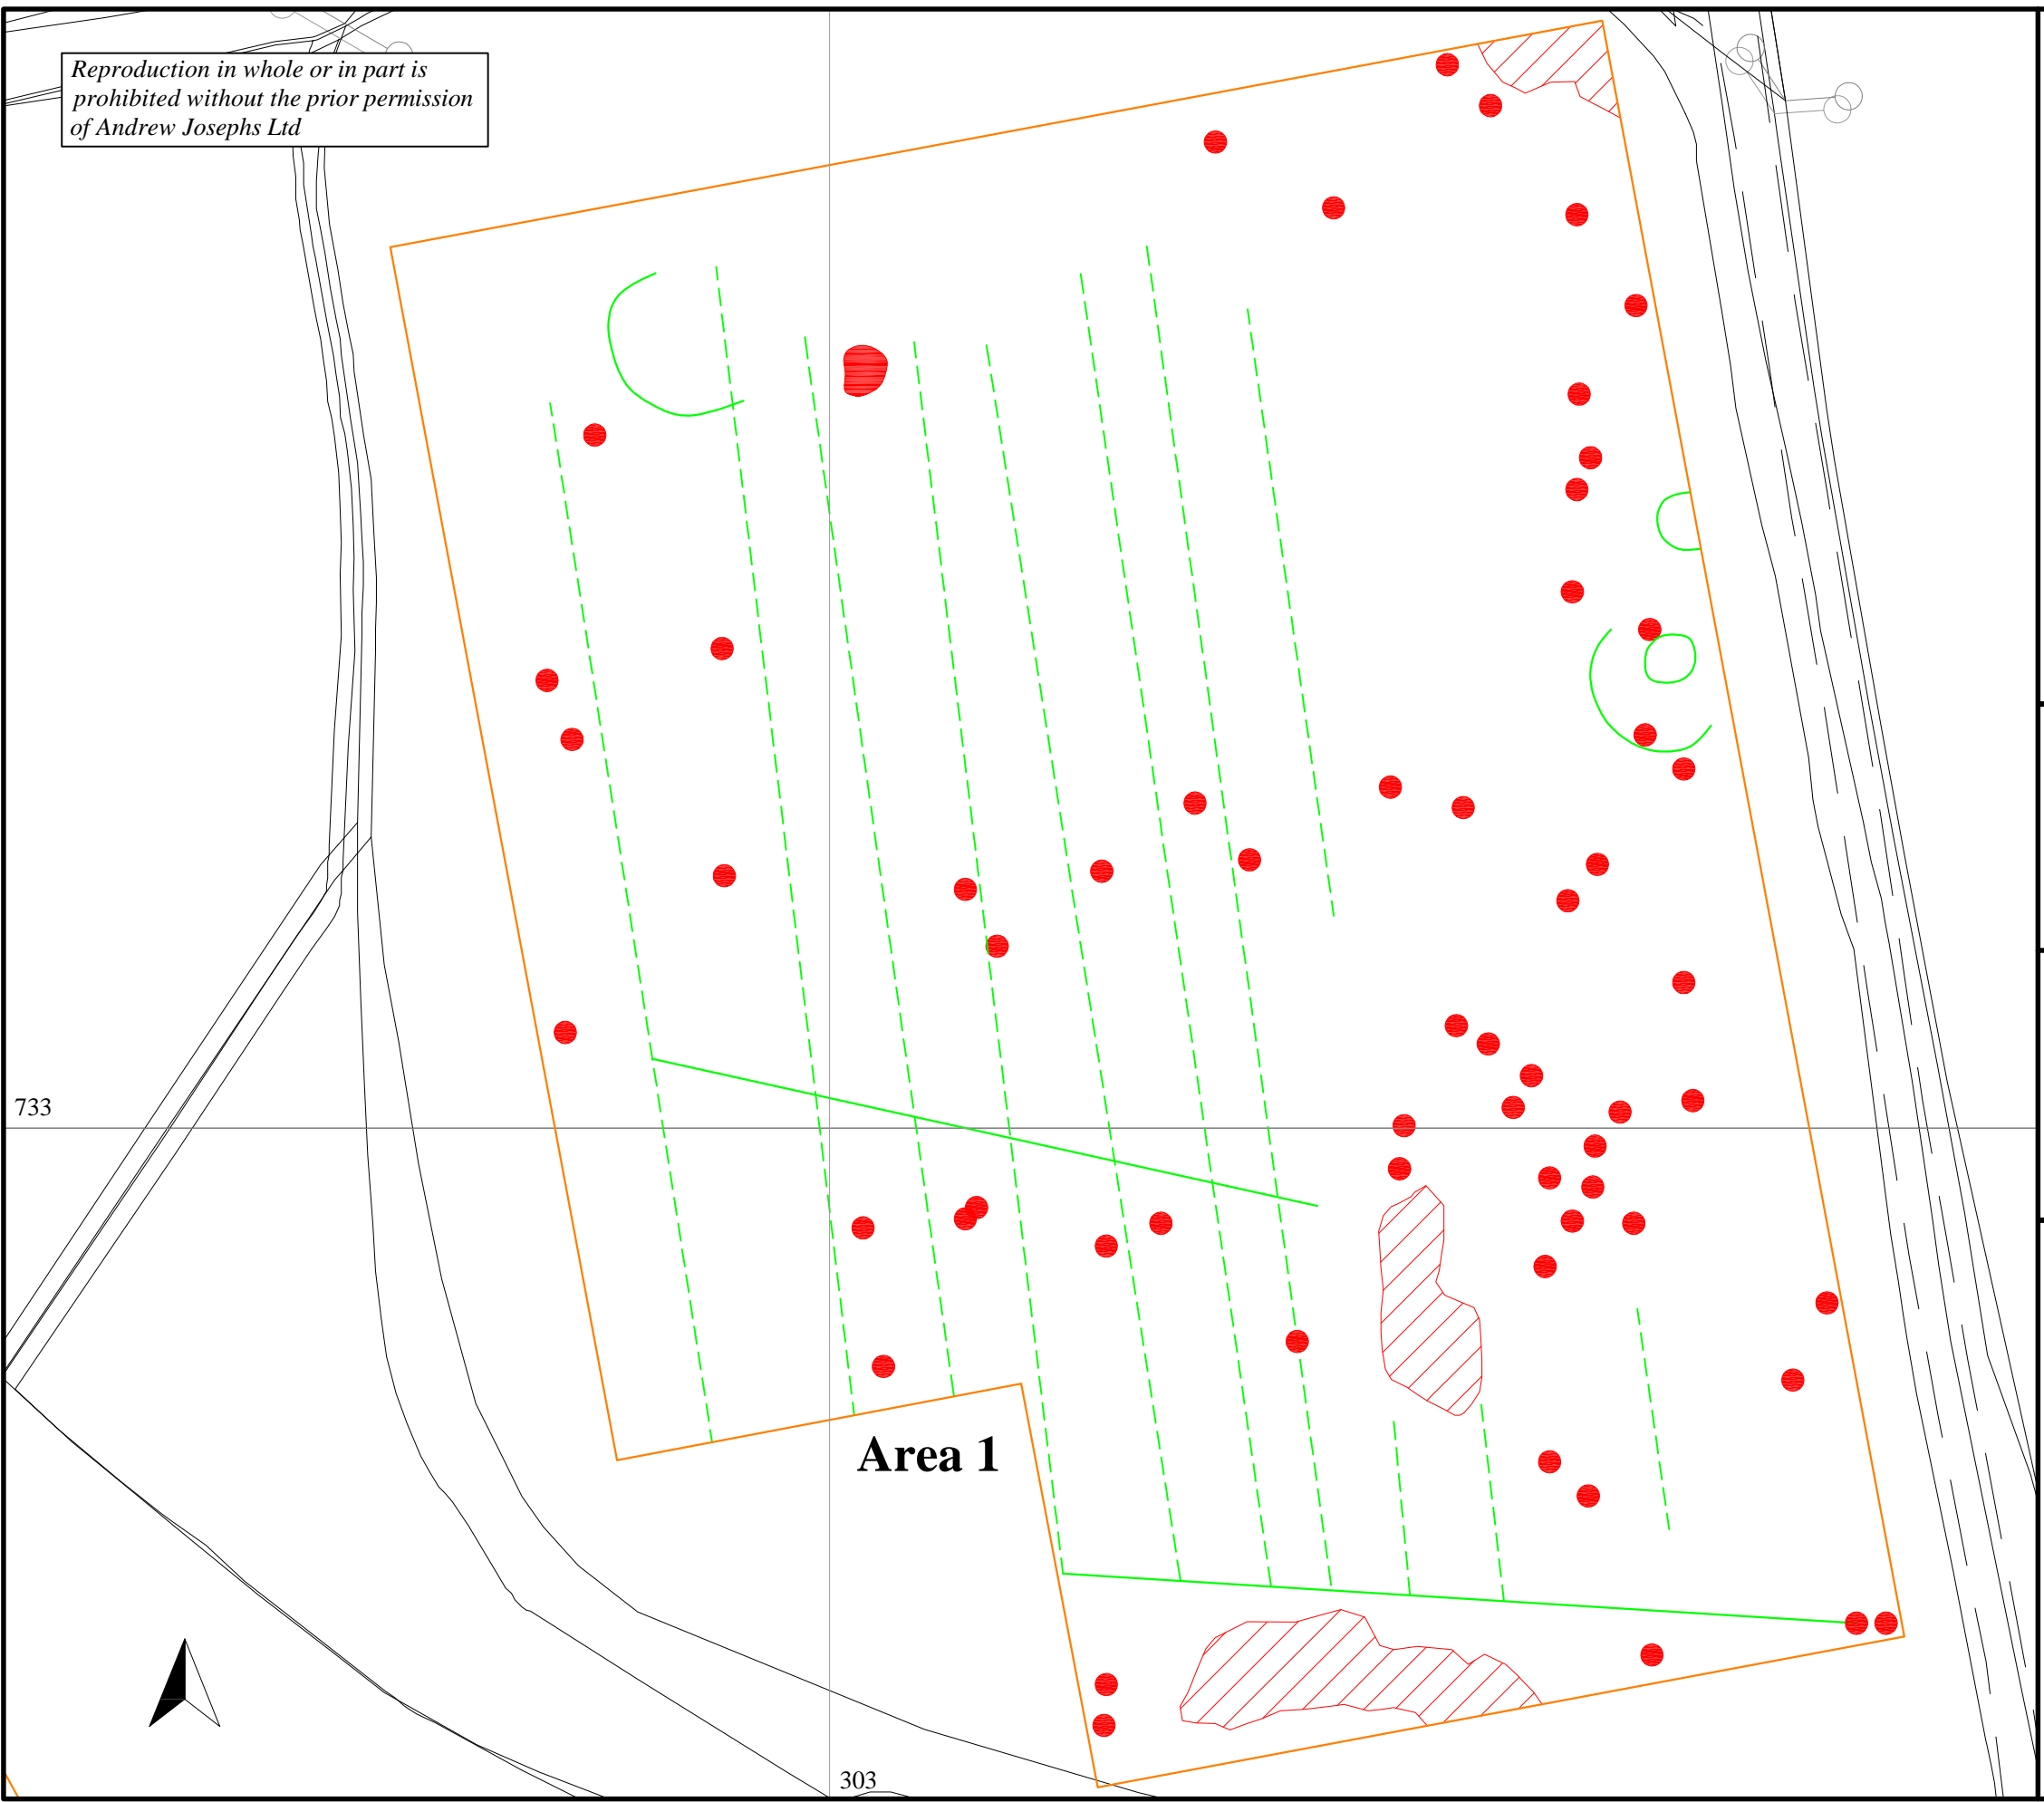 Reproduction in whole or in part is
prohibited without the prior permission
of Andrew Josephs Ltd
733
Area 1
303